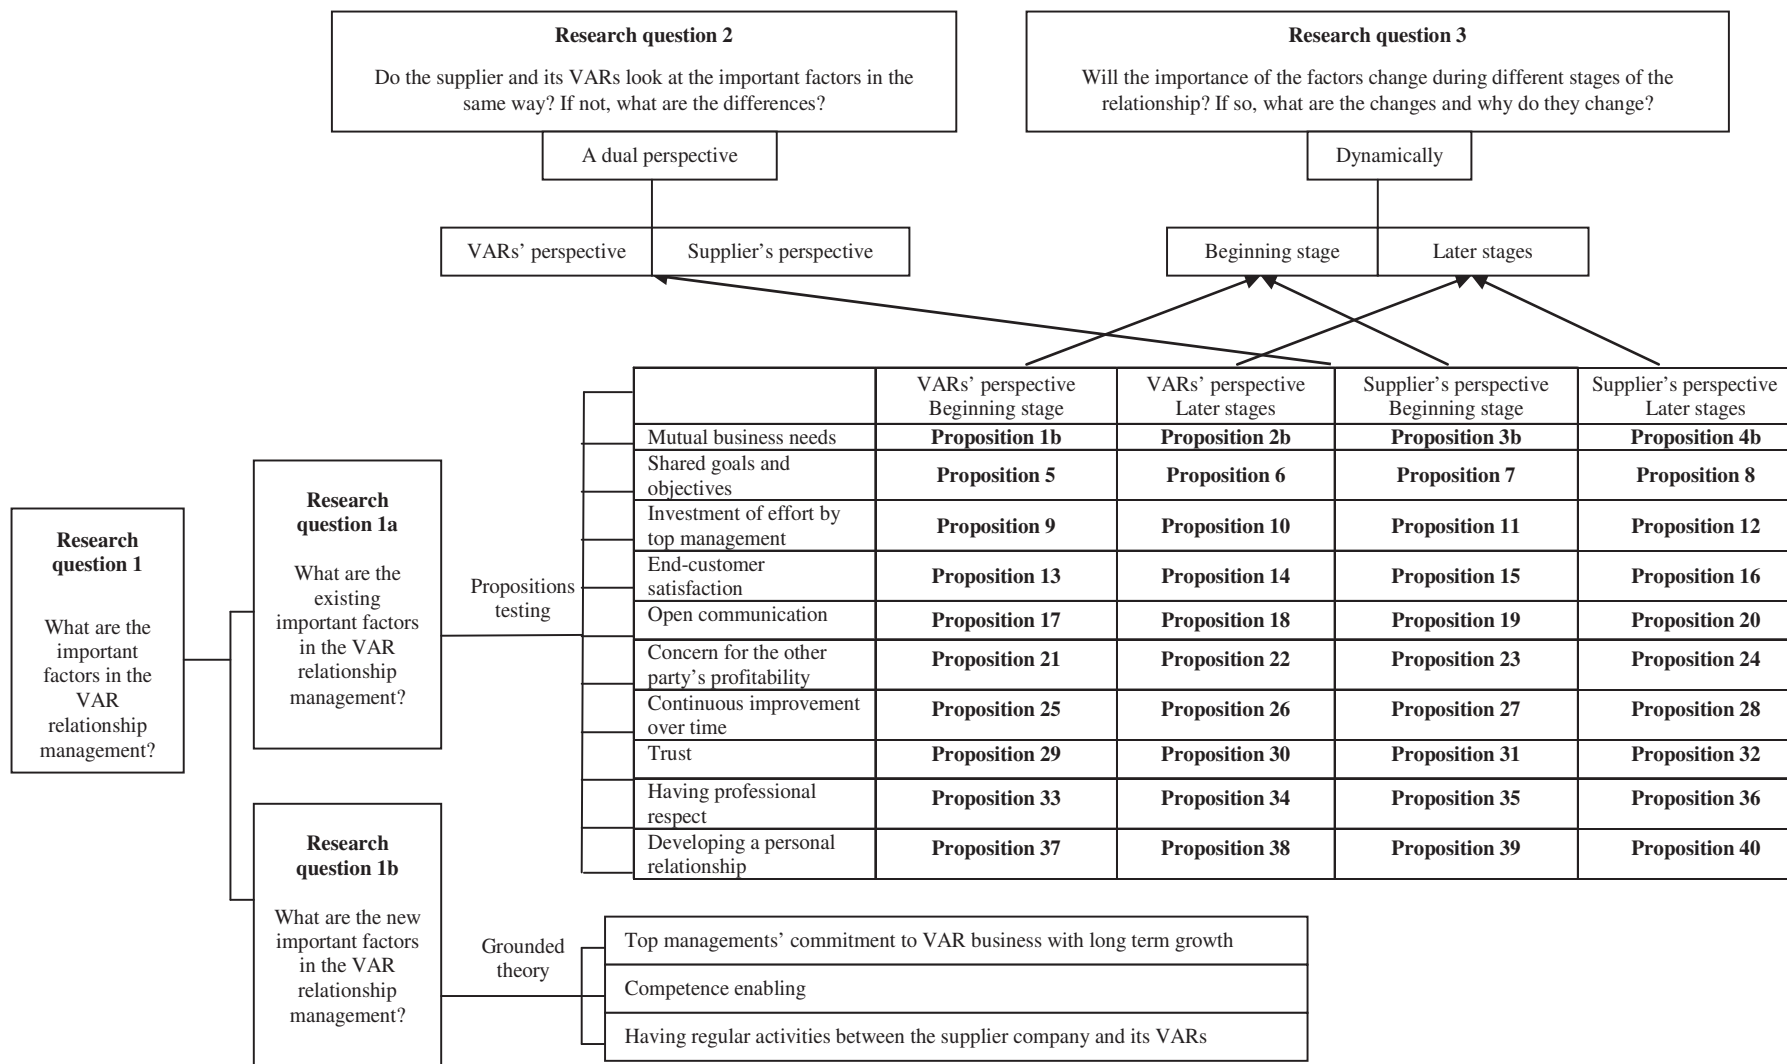 Research question 2
Do the supplier and its VARs look at the important factors in the
same way? If not, what are the differences?
A dual perspective
VARs’ perspective
Supplier’s perspective
Research question 3
Will the importance of the factors change during different stages of the
relationship? If so, what are the changes and why do they change?
Dynamically
Beginning stage
Later stages
Research
question 1
What are the
important
factors in the
VAR
relationship
management?
Research
question 1a
What are the
existing
important factors
in the VAR
relationship
management?
Propositions
testing
VARs’ perspective
Beginning stage
VARs’ perspective
Later stages
Supplier’s perspective
Beginning stage
Supplier’s perspective
Later stages
Mutual business needs
Proposition 1b
Proposition 2b
Proposition 3b
Proposition 4b
Shared goals and
objectives
Proposition 5
Proposition 6
Proposition 7
Proposition 8
Investment of effort by
top management
Proposition 9
Proposition 10
Proposition 11
Proposition 12
End-customer
satisfaction
Proposition 13
Proposition 14
Proposition 15
Proposition 16
Open communication
Proposition 17
Proposition 18
Proposition 19
Proposition 20
Concern for the other
party’s profitability
Proposition 21
Proposition 22
Proposition 23
Proposition 24
Continuous improvement
over time
Proposition 25
Proposition 26
Proposition 27
Proposition 28
Trust
Proposition 29
Proposition 30
Proposition 31
Proposition 32
Having professional
respect
Proposition 33
Proposition 34
Proposition 35
Proposition 36
Developing a personal
relationship
Proposition 37
Proposition 38
Proposition 39
Proposition 40
Research
question 1b
What are the new
important factors
in the VAR
relationship
management?
Grounded
theory
Top managements’ commitment to VAR business with long term growth
Competence enabling
Having regular activities between the supplier company and its VARs